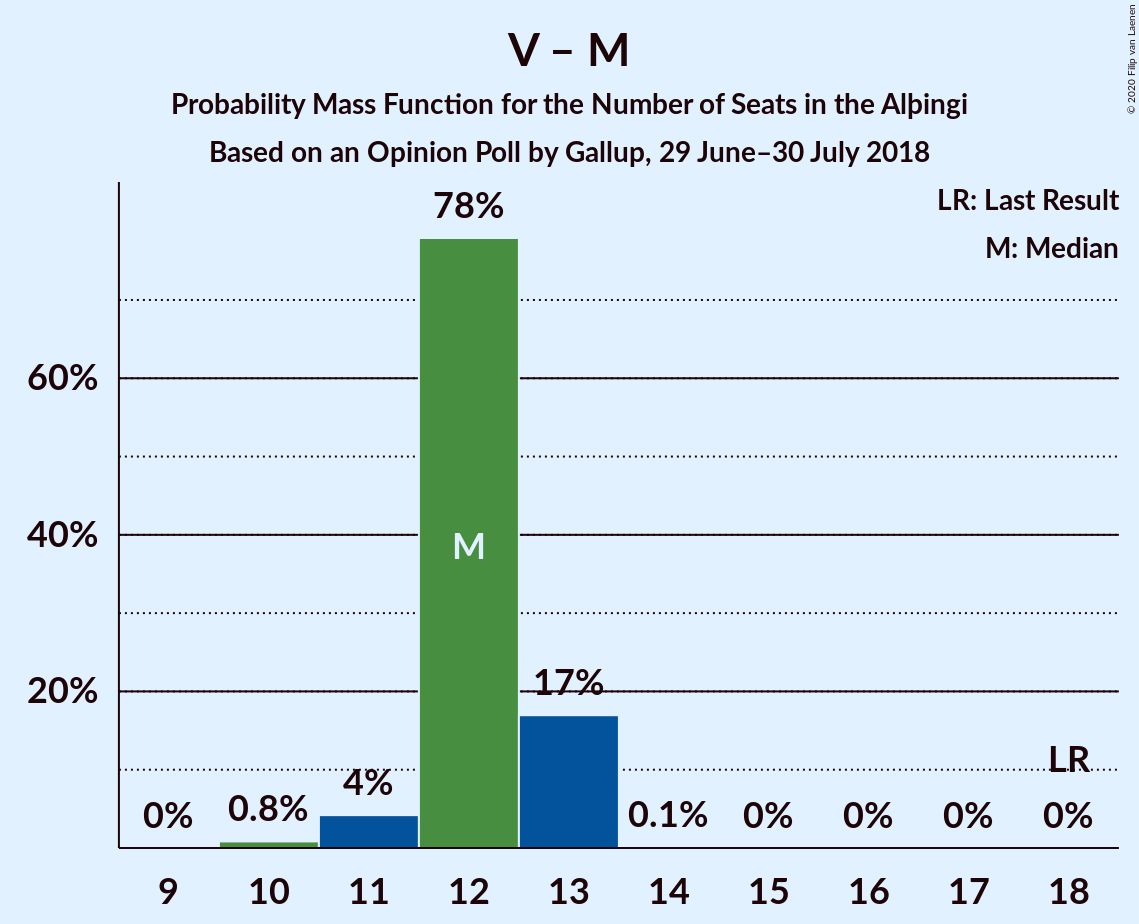 V – M
Probability Mass Function for the Number of Seats in the Alþingi
Based on an Opinion Poll by Gallup, 29 June–30 July 2018
© 2020 Filip van Laenen
LR: Last Result
M: Median
60%
40%
20%
0%
0.8%
4%
78%
M
17%
0.1%
0%
0%
0%
LR
0%
9 10 11 12 13 14 15 16 17 18